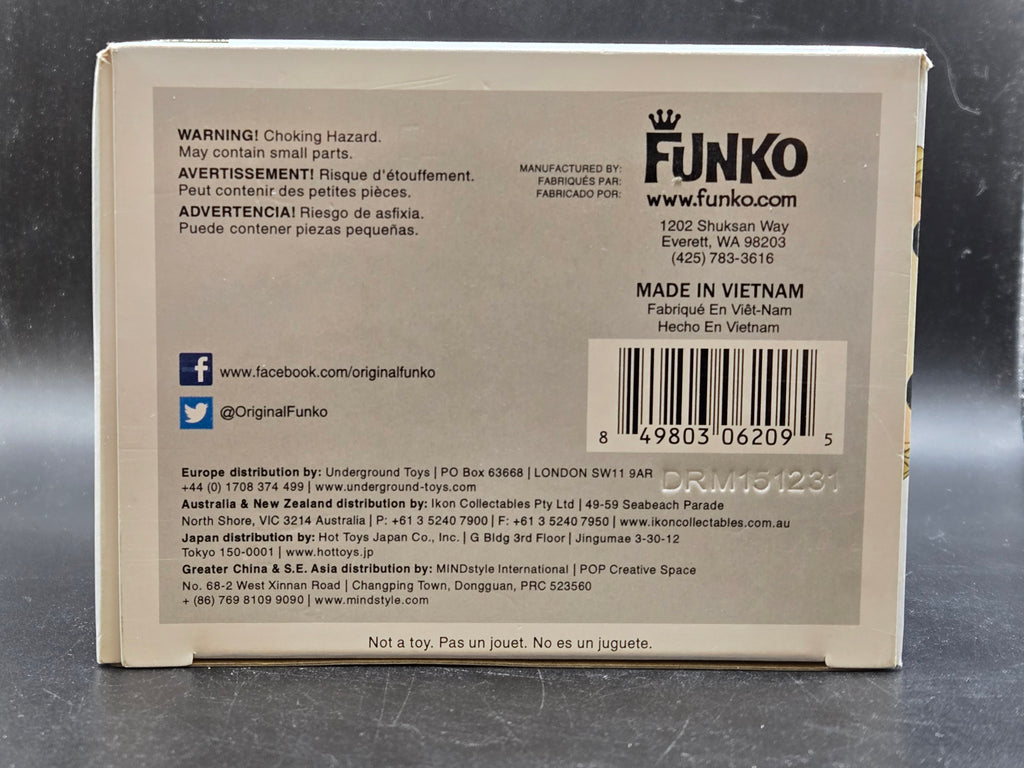 WARNING! Choking Hazard.
May contain small parts.
AVERTISSEMENT! Risque d'étouffement.
Peut contenir des petites pièces.
ADVERTENCIA! Riesgo de asfixia.
Puede contener piezas pequeñas.
MANUFACTURED BY:
FABRIQUÉS PAR:
FABRICADO POR:
FUNKO
www.funko.com
1202 Shuksan Way
Everett, WA 98203
(425) 783-3616
MADE IN VIETNAM
Fabriqué En Viêt-Nam
Hecho En Vietnam
www.facebook.com/originalfunko
@OriginalFunko
8 49803 06209 5
DRM151231
Europe distribution by: Underground Toys | PO Box 63668 | LONDON SW11 9AR
+44 (0) 1708 374 499 | www.underground-toys.com
Australia & New Zealand distribution by: Ikon Collectables Pty Ltd | 49-59 Seabeach Parade
North Shore, VIC 3214 Australia | P: +61 3 5240 7900 | F: +61 3 5240 7950 | www.ikoncollectables.com.au
Japan distribution by: Hot Toys Japan Co., Inc. | G Bldg 3rd Floor | Jingumae 3-30-12
Tokyo 150-0001 | www.hottoys.jp
Greater China & S.E. Asia distribution by: MINDstyle International | POP Creative Space
No. 68-2 West Xinnan Road | Changping Town, Dongguan, PRC 523560
+ (86) 769 8109 9090 | www.mindstyle.com
Not a toy. Pas un jouet. No es un juguete.